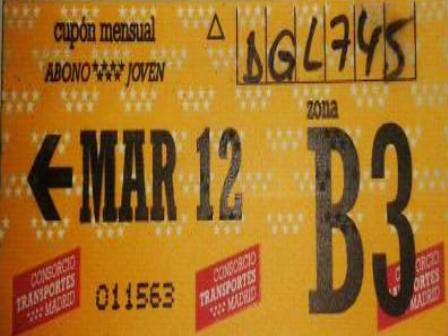 cupón mensual
ABONO JOVEN
DGL745
zona
B3
MAR 12
011563
CONSORCIO
TRANSPORTES
MADRID
CONSORCIO
TRANSPORTES
MADRID
CONSORCIO
TRANSPORTES
MADRID